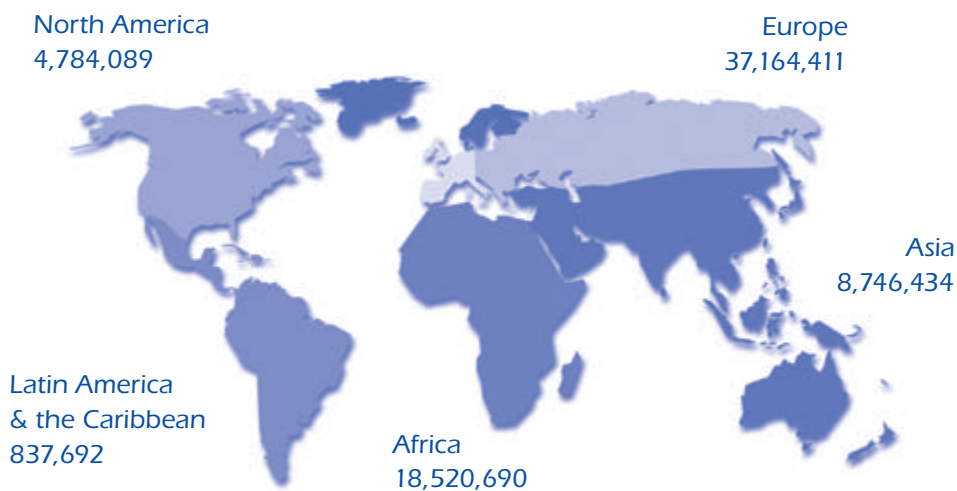 North America
4,784,089
Europe
37,164,411
Asia
8,746,434
Latin America
& the Caribbean
837,692
Africa
18,520,690